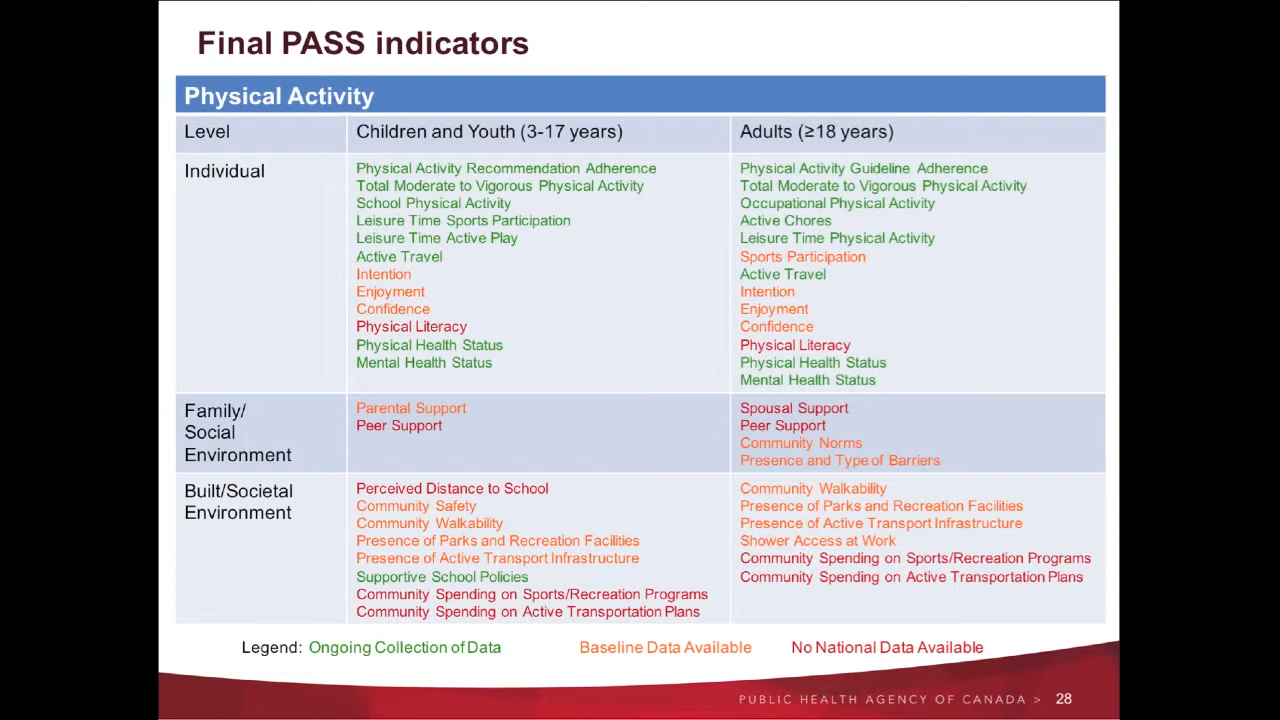 Final PASS indicators
Physical Activity
Level
Children and Youth (3-17 years)
Adults (≥18 years)
Individual
Physical Activity Recommendation Adherence
Total Moderate to Vigorous Physical Activity
School Physical Activity
Leisure Time Sports Participation
Leisure Time Active Play
Active Travel
Intention
Enjoyment
Confidence
Physical Literacy
Physical Health Status
Mental Health Status
Physical Activity Guideline Adherence
Total Moderate to Vigorous Physical Activity
Occupational Physical Activity
Active Chores
Leisure Time Physical Activity
Sports Participation
Active Travel
Intention
Enjoyment
Confidence
Physical Literacy
Physical Health Status
Mental Health Status
Family/
Social
Environment
Parental Support
Peer Support
Spousal Support
Peer Support
Community Norms
Presence and Type of Barriers
Built/Societal
Environment
Perceived Distance to School
Community Safety
Community Walkability
Presence of Parks and Recreation Facilities
Presence of Active Transport Infrastructure
Supportive School Policies
Community Spending on Sports/Recreation Programs
Community Spending on Active Transportation Plans
Community Walkability
Presence of Parks and Recreation Facilities
Presence of Active Transport Infrastructure
Shower Access at Work
Community Spending on Sports/Recreation Programs
Community Spending on Active Transportation Plans
Legend: Ongoing Collection of Data
Baseline Data Available
No National Data Available
PUBLIC HEALTH AGENCY OF CANADA > 28